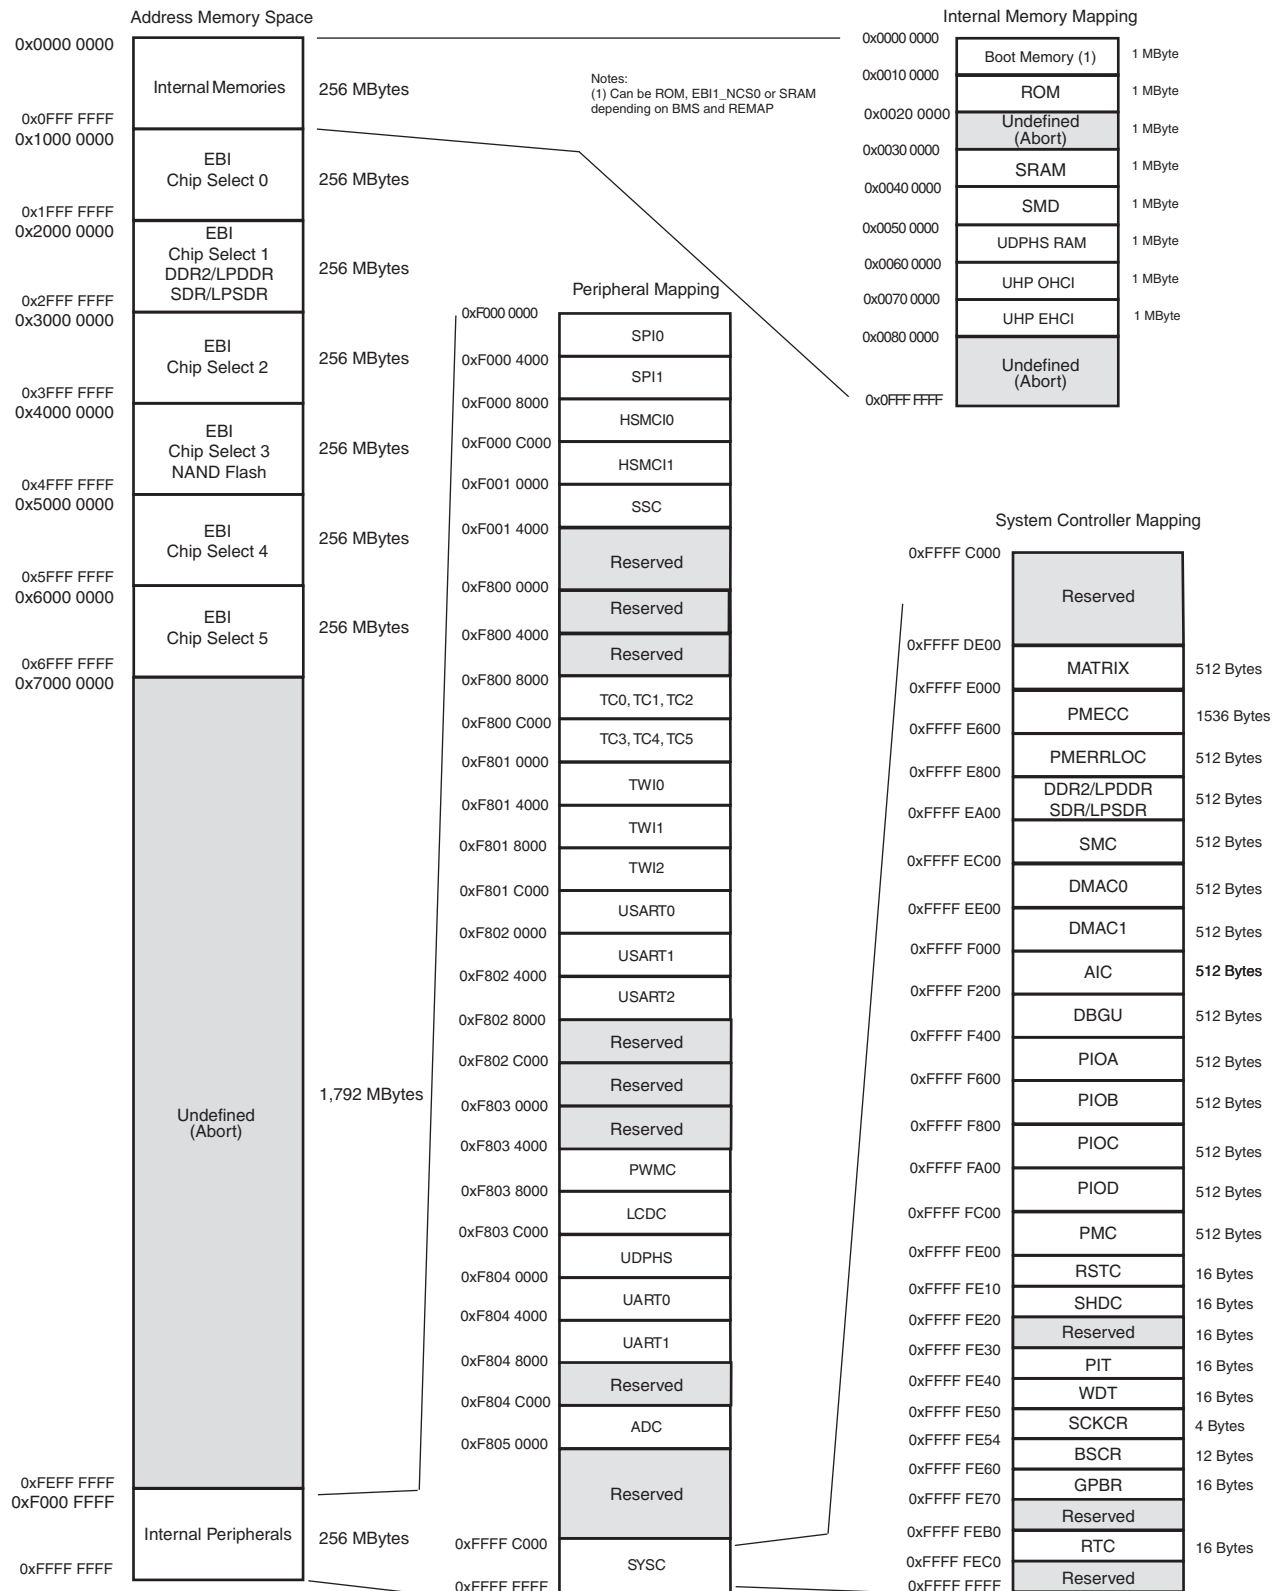 Address Memory Space
0x0000 0000
Internal Memories
256 MBytes
0x0FFF FFFF
0x1000 0000
EBI
Chip Select 0
256 MBytes
0x1FFF FFFF
0x2000 0000
EBI
Chip Select 1
DDR2/LPDDR
SDR/LPSDR
256 MBytes
0x2FFF FFFF
0x3000 0000
EBI
Chip Select 2
256 MBytes
0x3FFF FFFF
0x4000 0000
EBI
Chip Select 3
NAND Flash
256 MBytes
0x4FFF FFFF
0x5000 0000
EBI
Chip Select 4
256 MBytes
0x5FFF FFFF
0x6000 0000
EBI
Chip Select 5
256 MBytes
0x6FFF FFFF
0x7000 0000
Undefined
(Abort)
1,792 MBytes
0xFEFF FFFF
0xF000 FFFF
Internal Peripherals
256 MBytes
0xFFFF FFFF
Notes:
(1) Can be ROM, EBI1_NCS0 or SRAM
depending on BMS and REMAP
Peripheral Mapping
0xF000 0000
SPI0
0xF000 4000
SPI1
0xF000 8000
HSMCI0
0xF000 C000
HSMCI1
0xF001 0000
SSC
0xF001 4000
Reserved
0xF800 0000
Reserved
0xF800 4000
Reserved
0xF800 8000
TC0, TC1, TC2
0xF800 C000
TC3, TC4, TC5
0xF801 0000
TWI0
0xF801 4000
TWI1
0xF801 8000
TWI2
0xF801 C000
USART0
0xF802 0000
USART1
0xF802 4000
USART2
0xF802 8000
Reserved
0xF802 C000
Reserved
0xF803 0000
Reserved
0xF803 4000
PWMC
0xF803 8000
LCDC
0xF803 C000
UDPHS
0xF804 0000
UART0
0xF804 4000
UART1
0xF804 8000
Reserved
0xF804 C000
ADC
0xF805 0000
Reserved
0xFFFF C000
SYSC
0xFFFF FFFF
Internal Memory Mapping
0x0000 0000
Boot Memory (1)
1 MByte
0x0010 0000
ROM
1 MByte
0x0020 0000
Undefined
(Abort)
1 MByte
0x0030 0000
SRAM
1 MByte
0x0040 0000
SMD
1 MByte
0x0050 0000
UDPHS RAM
1 MByte
0x0060 0000
UHP OHCI
1 MByte
0x0070 0000
UHP EHCI
1 MByte
0x0080 0000
Undefined
(Abort)
0x0FFF FFFF
System Controller Mapping
0xFFFF C000
Reserved
0xFFFF DE00
MATRIX
512 Bytes
0xFFFF E000
PMECC
1536 Bytes
0xFFFF E600
PMERRLOC
512 Bytes
0xFFFF E800
DDR2/LPDDR
SDR/LPSDR
512 Bytes
0xFFFF EA00
SMC
512 Bytes
0xFFFF EC00
DMAC0
512 Bytes
0xFFFF EE00
DMAC1
512 Bytes
0xFFFF F000
AIC
512 Bytes
0xFFFF F200
DBGU
512 Bytes
0xFFFF F400
PIOA
512 Bytes
0xFFFF F600
PIOB
512 Bytes
0xFFFF F800
PIOC
512 Bytes
0xFFFF FA00
PIOD
512 Bytes
0xFFFF FC00
PMC
512 Bytes
0xFFFF FE00
RSTC
16 Bytes
0xFFFF FE10
SHDC
16 Bytes
0xFFFF FE20
Reserved
16 Bytes
0xFFFF FE30
PIT
16 Bytes
0xFFFF FE40
WDT
16 Bytes
0xFFFF FE50
SCKCR
4 Bytes
0xFFFF FE54
BSCR
12 Bytes
0xFFFF FE60
GPBR
16 Bytes
0xFFFF FE70
Reserved
0xFFFF FEB0
RTC
16 Bytes
0xFFFF FEC0
Reserved
0xFFFF FFFF